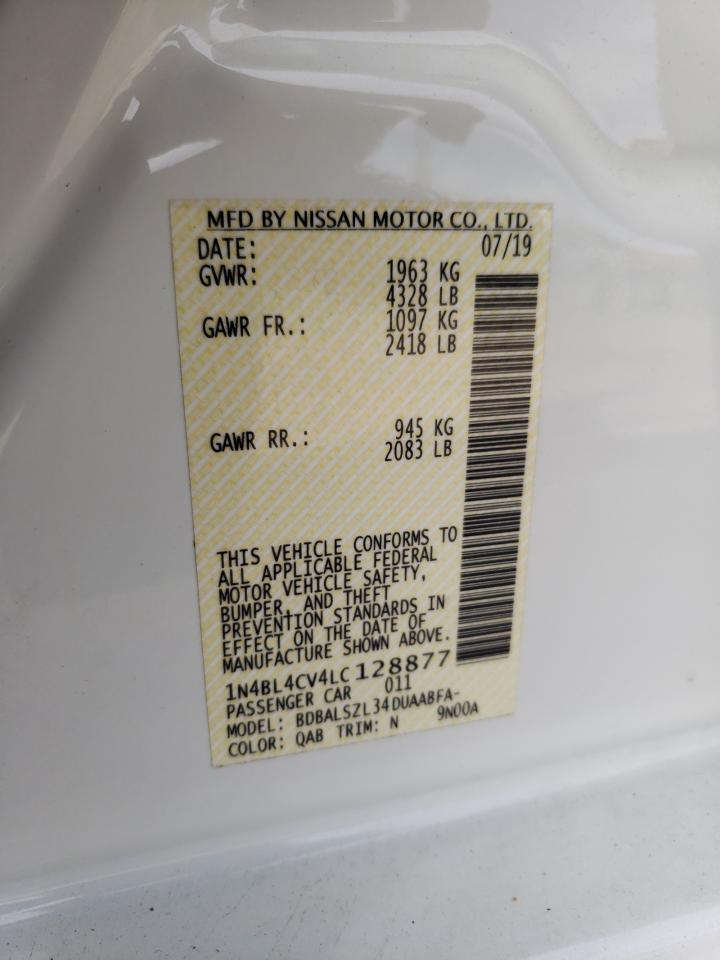 MFD BY NISSAN MOTOR CO., LTD.
DATE: 07/19
GVWR: 1963 KG
4328 LB
GAWR FR.: 1097 KG
2418 LB
GAWR RR.: 945 KG
2083 LB
THIS VEHICLE CONFORMS TO
ALL APPLICABLE FEDERAL
MOTOR VEHICLE SAFETY,
BUMPER, AND THEFT
PREVENTION STANDARDS IN
EFFECT ON THE DATE OF
MANUFACTURE SHOWN ABOVE.
1N4BL4CV4LC128877
PASSENGER CAR 011
MODEL: BDBALSZL34DUAABFA-
9N00A
COLOR: QAB TRIM: N